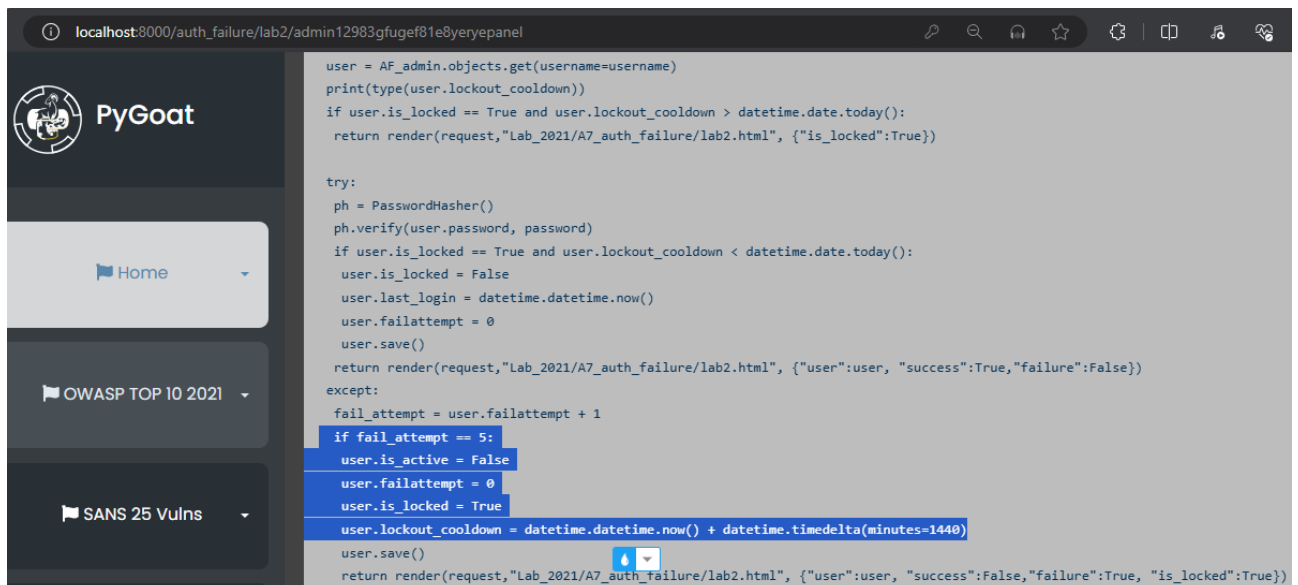 localhost:8000/auth_failure/lab2/admin12983gfugef81e8yeryepanel
PyGoat
Home
OWASP TOP 10 2021
SANS 25 Vulns
user = AF_admin.objects.get(username=username)
print(type(user.lockout_cooldown))
if user.is_locked == True and user.lockout_cooldown > datetime.date.today():
return render(request,"Lab_2021/A7_auth_failure/lab2.html", {"is_locked":True})
try:
ph = PasswordHasher()
ph.verify(user.password, password)
if user.is_locked == True and user.lockout_cooldown < datetime.date.today():
user.is_locked = False
user.last_login = datetime.datetime.now()
user.failattempt = 0
user.save()
return render(request,"Lab_2021/A7_auth_failure/lab2.html", {"user":user, "success":True,"failure":False})
except:
fail_attempt = user.failattempt + 1
if fail_attempt == 5:
user.is_active = False
user.failattempt = 0
user.is_locked = True
user.lockout_cooldown = datetime.datetime.now() + datetime.timedelta(minutes=1440)
user.save()
return render(request,"Lab_2021/A7_auth_failure/lab2.html", {"user":user, "success":False,"failure":True, "is_locked":True})